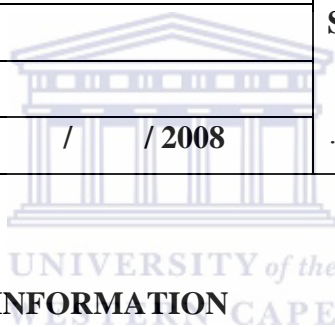 S
/ / 2008
.
UNIVERSITY of the
INFORMATION
WESTERN CAPE